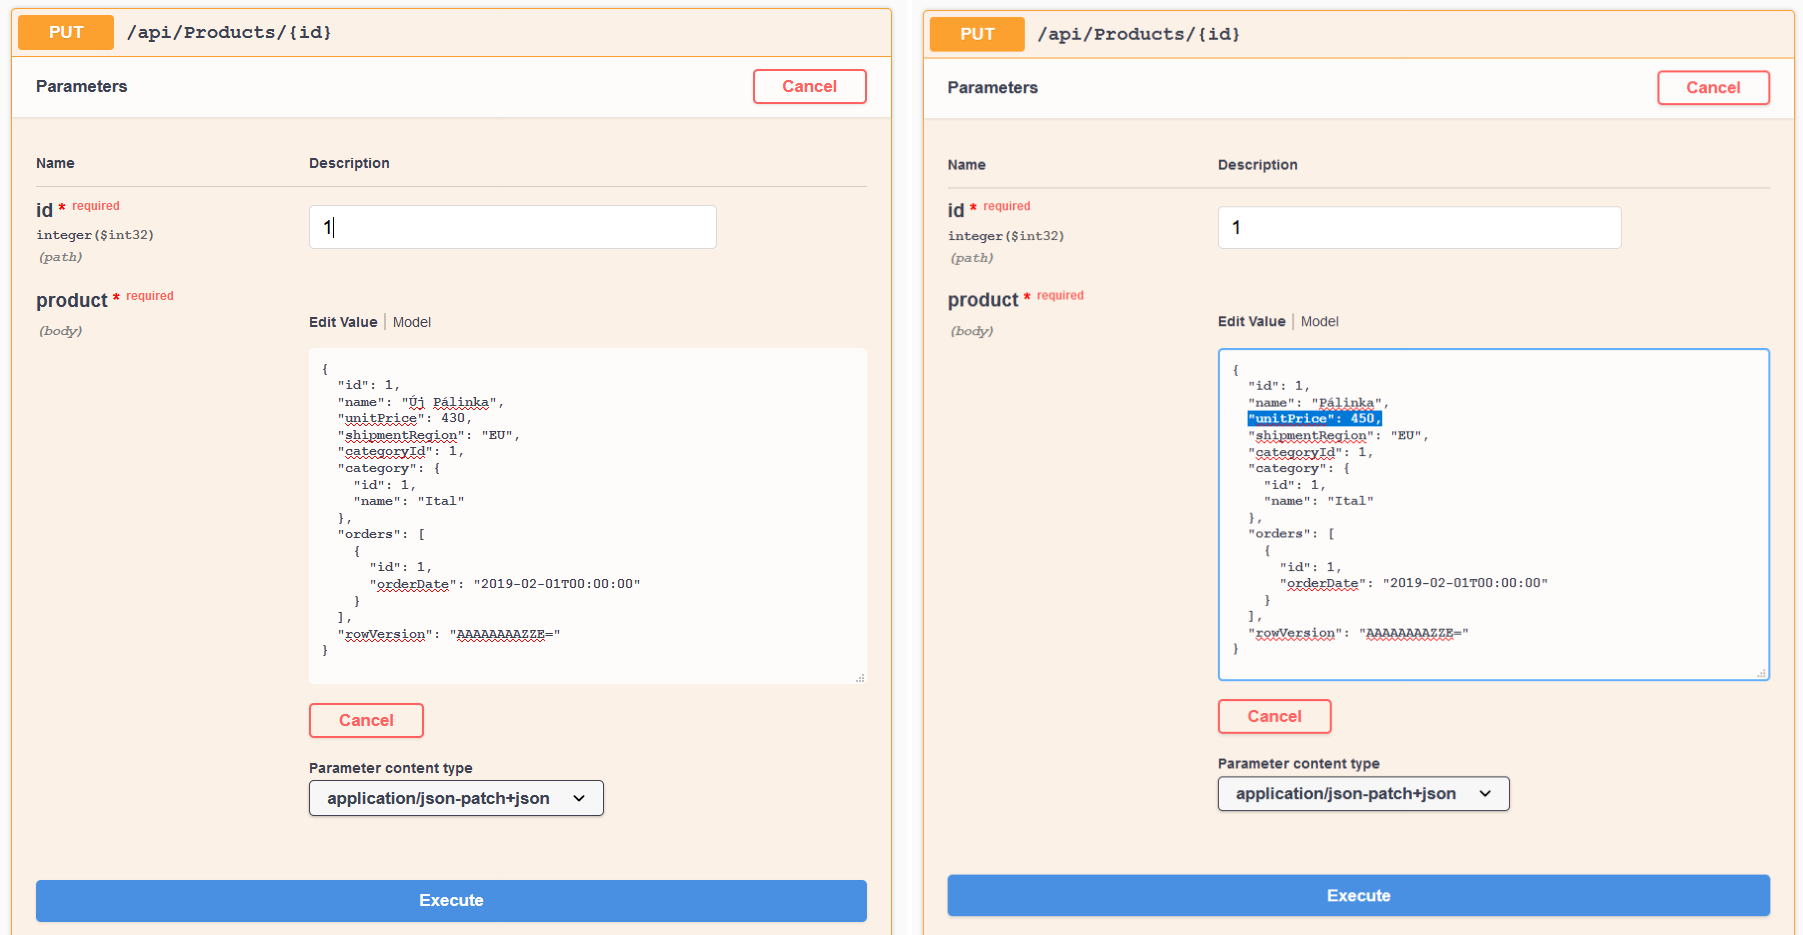 PUT /api/Products/{id}
Parameters
Cancel
Name Description
id * required
integer($int32)
(path)
1
product * required
(body)
Edit Value | Model
{
"id": 1,
"name": "Új Pálinka",
"unitPrice": 430,
"shipmentRegion": "EU",
"categoryId": 1,
"category": {
"id": 1,
"name": "Ital"
},
"orders": [
{
"id": 1,
"orderDate": "2019-02-01T00:00:00"
}
],
"rowVersion": "AAAAAAAAZZE="
}
Cancel
Parameter content type
application/json-patch+json
Execute
PUT /api/Products/{id}
Parameters
Cancel
Name Description
id * required
integer($int32)
(path)
1
product * required
(body)
Edit Value | Model
{
"id": 1,
"name": "Pálinka",
"unitPrice": 450,
"shipmentRegion": "EU",
"categoryId": 1,
"category": {
"id": 1,
"name": "Ital"
},
"orders": [
{
"id": 1,
"orderDate": "2019-02-01T00:00:00"
}
],
"rowVersion": "AAAAAAAAZZE="
}
Cancel
Parameter content type
application/json-patch+json
Execute